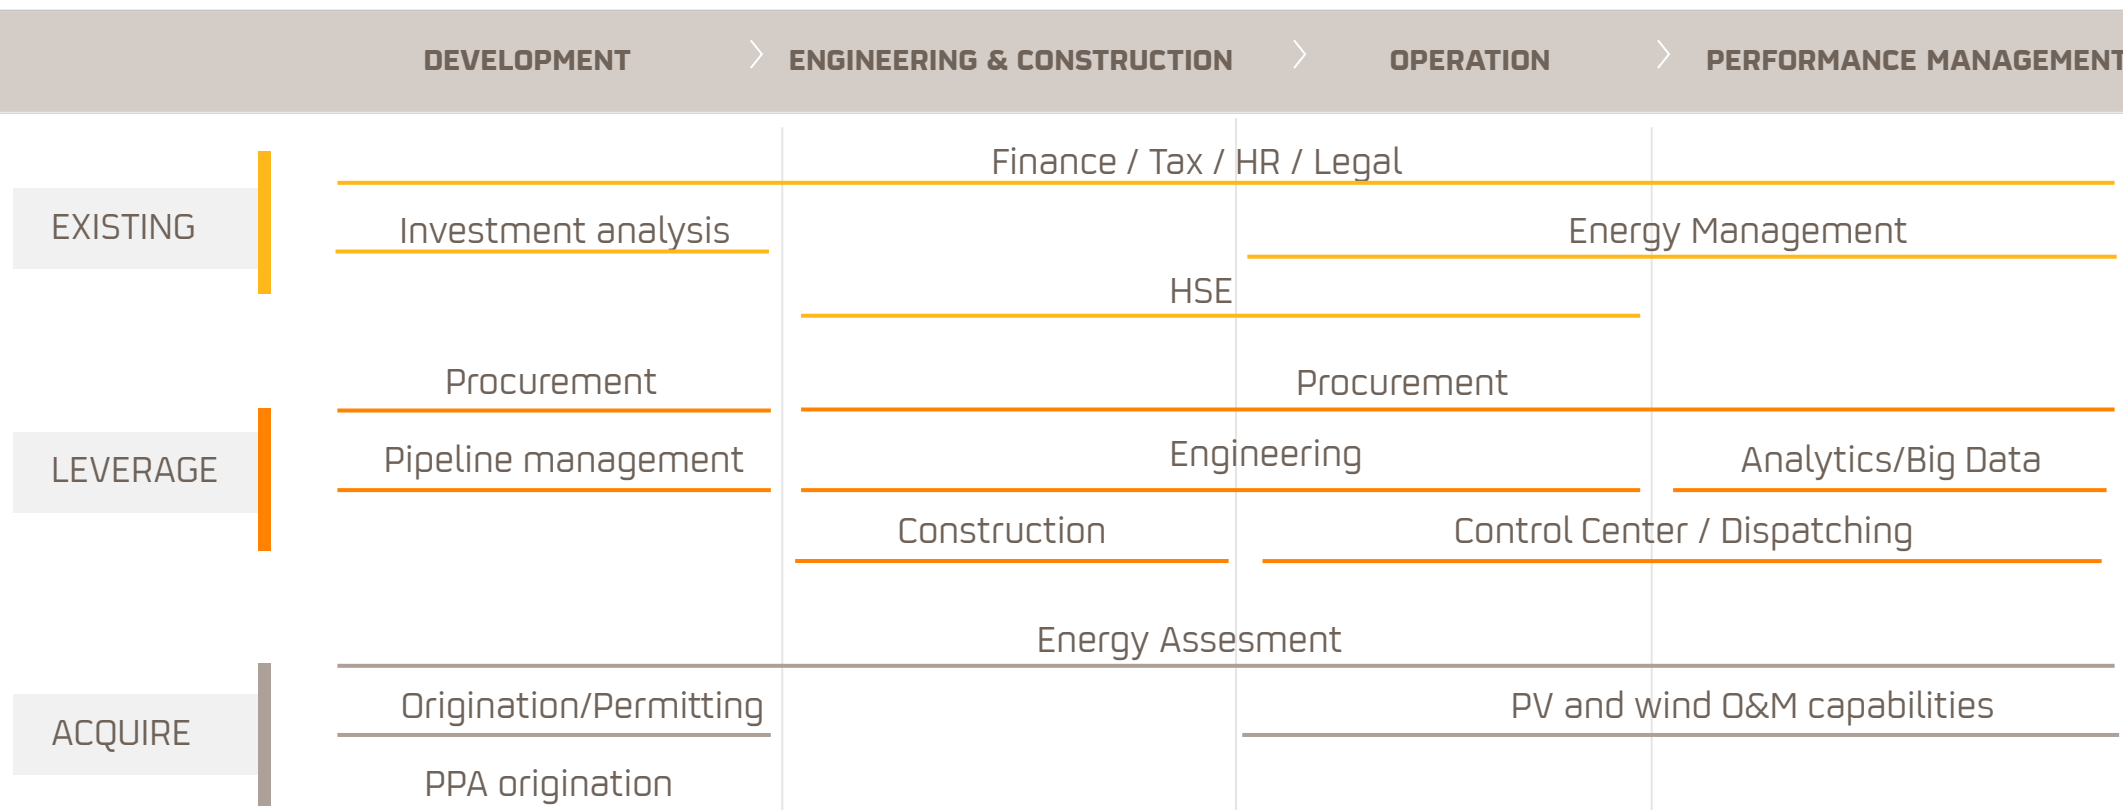 DEVELOPMENT ENGINEERING & CONSTRUCTION OPERATION PERFORMANCE MANAGEMENT
Finance / Tax / HR / Legal
EXISTING
Investment analysis Energy Management
HSE
Procurement Procurement
LEVERAGE
Pipeline management Engineering Analytics/Big Data
Construction Control Center / Dispatching
Energy Assesment
ACQUIRE
Origination/Permitting PV and wind O&M capabilities
PPA origination